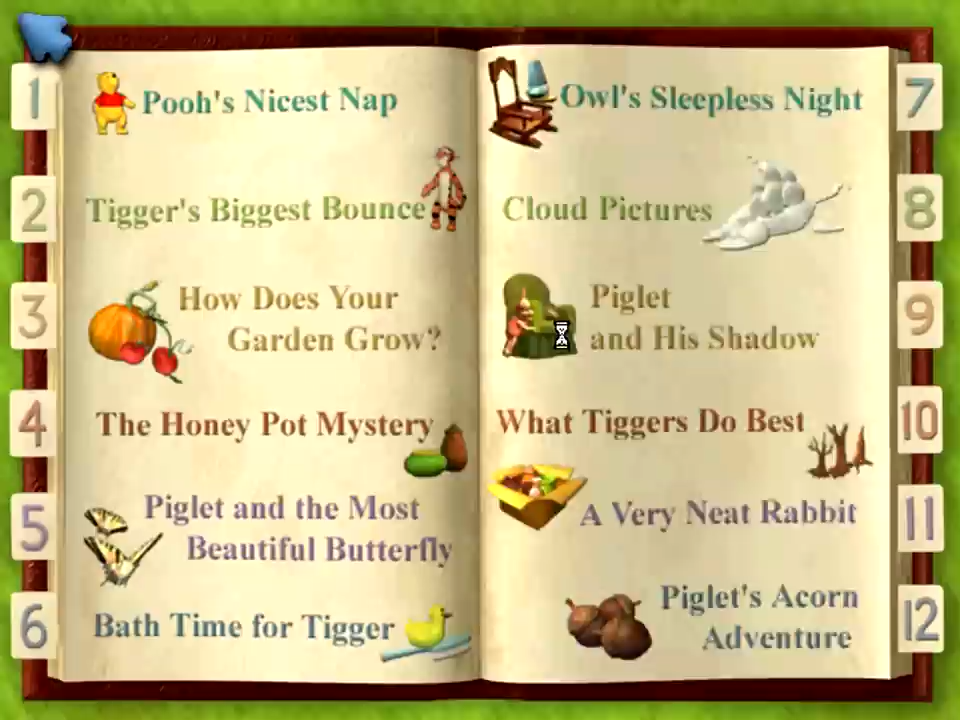 1
Pooh's Nicest Nap
2
Tigger's Biggest Bounce
3
How Does Your
Garden Grow?
4
The Honey Pot Mystery
5
Piglet and the Most
Beautiful Butterfly
6
Bath Time for Tigger
Owl's Sleepless Night
7
Cloud Pictures
8
Piglet
and His Shadow
9
What Tiggers Do Best
10
A Very Neat Rabbit
11
Piglet's Acorn
Adventure
12